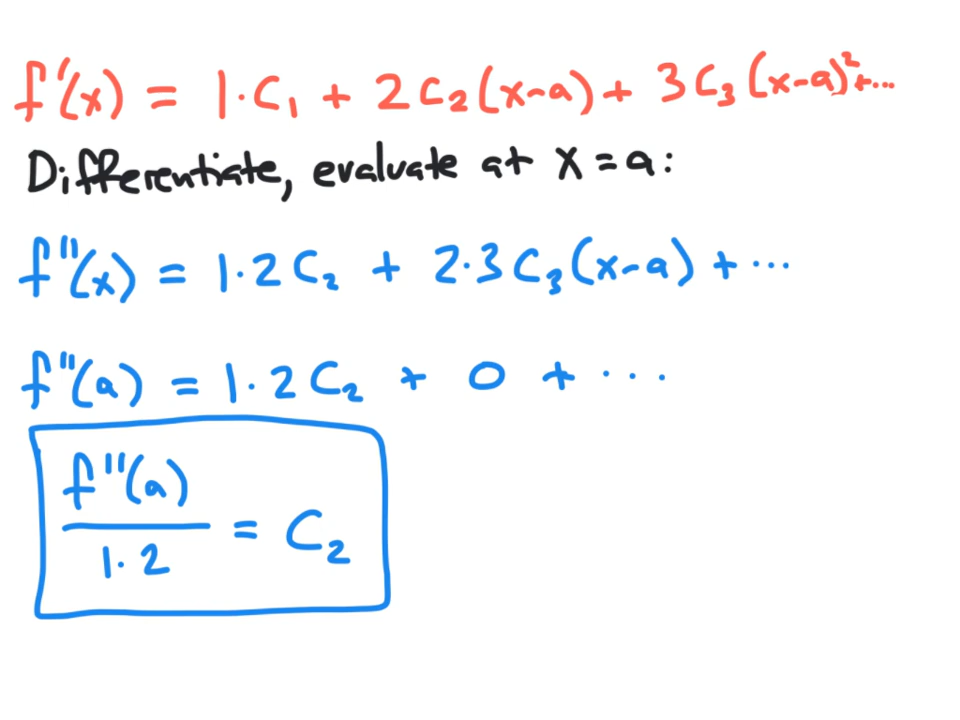 f'(x) = 1·C₁ + 2C₂(x-a) + 3C₃(x-a)²+...
Differentiate, evaluate at x=a:
f"(x) = 1·2C₂ + 2·3C₃(x-a) + ···
f"(a) = 1·2C₂ + 0 + ···
f"(a)
1·2
= C₂